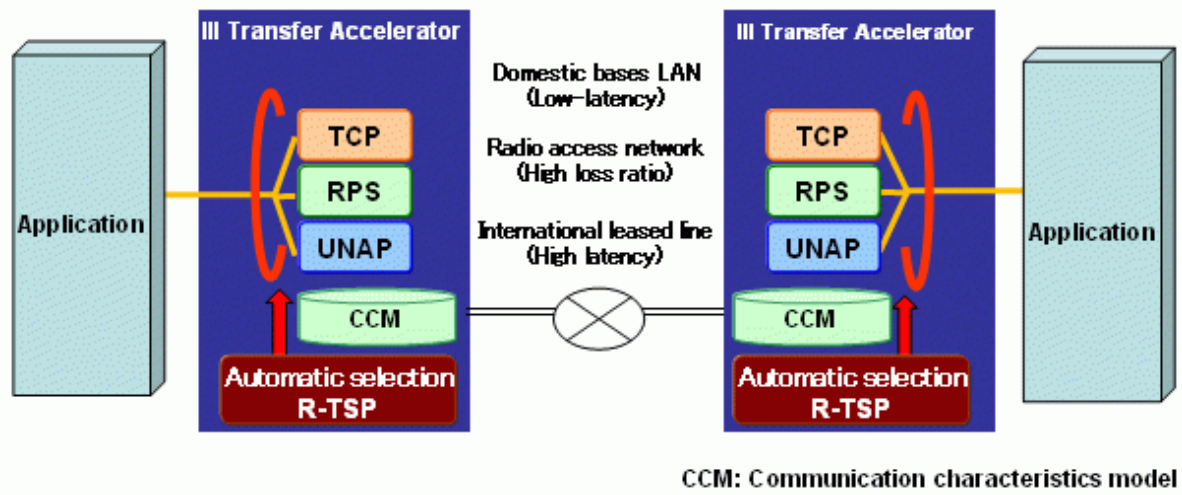 III Transfer Accelerator
III Transfer Accelerator
Domestic bases LAN
(Low-latency)
Radio access network
(High loss ratio)
International leased line
(High latency)
Application
TCP
RPS
UNAP
CCM
Automatic selection
R-TSP
TCP
RPS
UNAP
CCM
Automatic selection
R-TSP
Application
CCM: Communication characteristics model